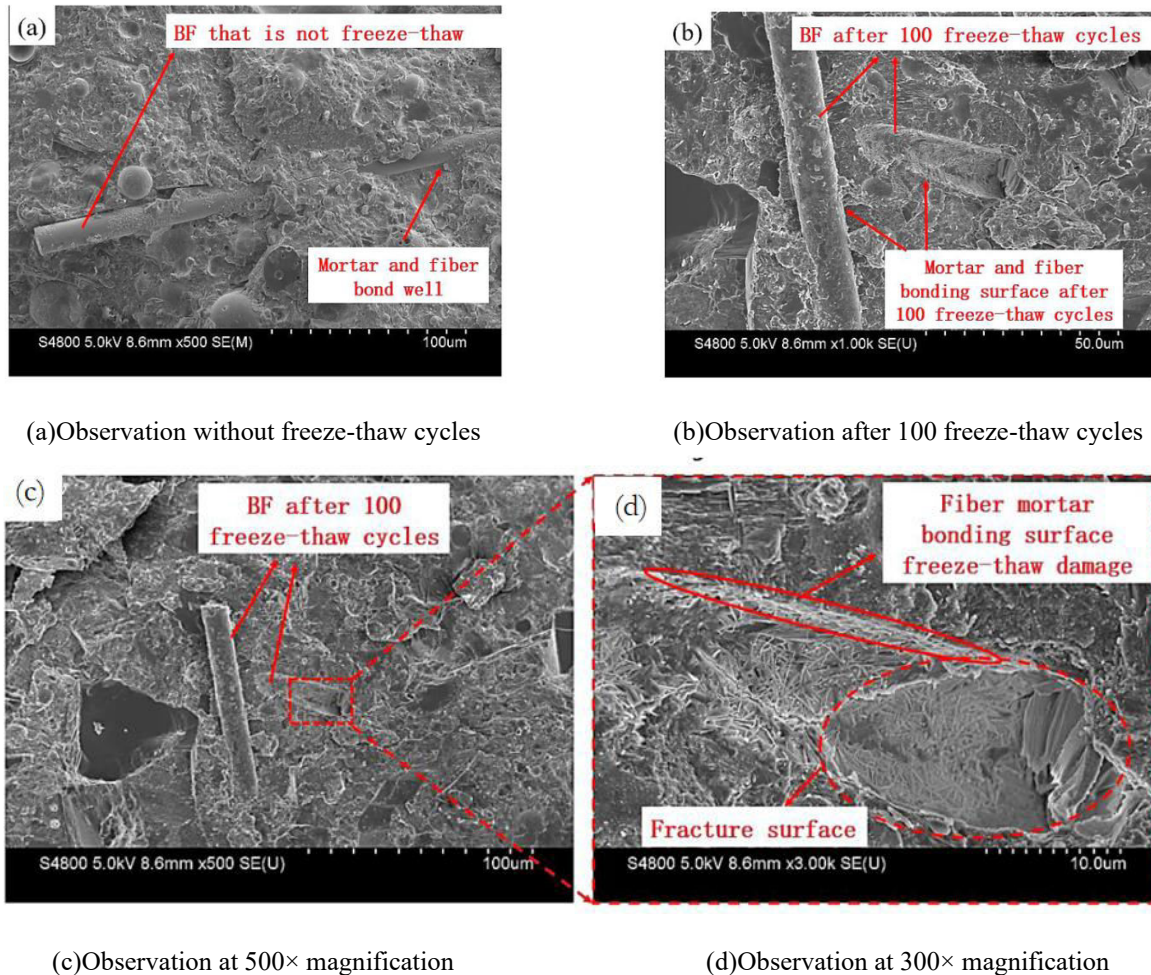 (a)
BF that is not freeze-thaw
Mortar and fiber
bond well
S4800 5.0kV 8.6mm x500 SE(M)
100um
(b)
BF after 100 freeze-thaw cycles
Mortar and fiber
bonding surface after
100 freeze-thaw cycles
S4800 5.0kV 8.6mm x1.00k SE(U)
50.0um
(a)Observation without freeze-thaw cycles
(b)Observation after 100 freeze-thaw cycles
(c)
BF after 100
freeze-thaw cycles
S4800 5.0kV 8.6mm x500 SE(U)
100um
(d)
Fiber mortar
bonding surface
freeze-thaw damage
Fracture surface
S4800 5.0kV 8.6mm x3.00k SE(U)
10.0um
(c)Observation at 500× magnification
(d)Observation at 300× magnification